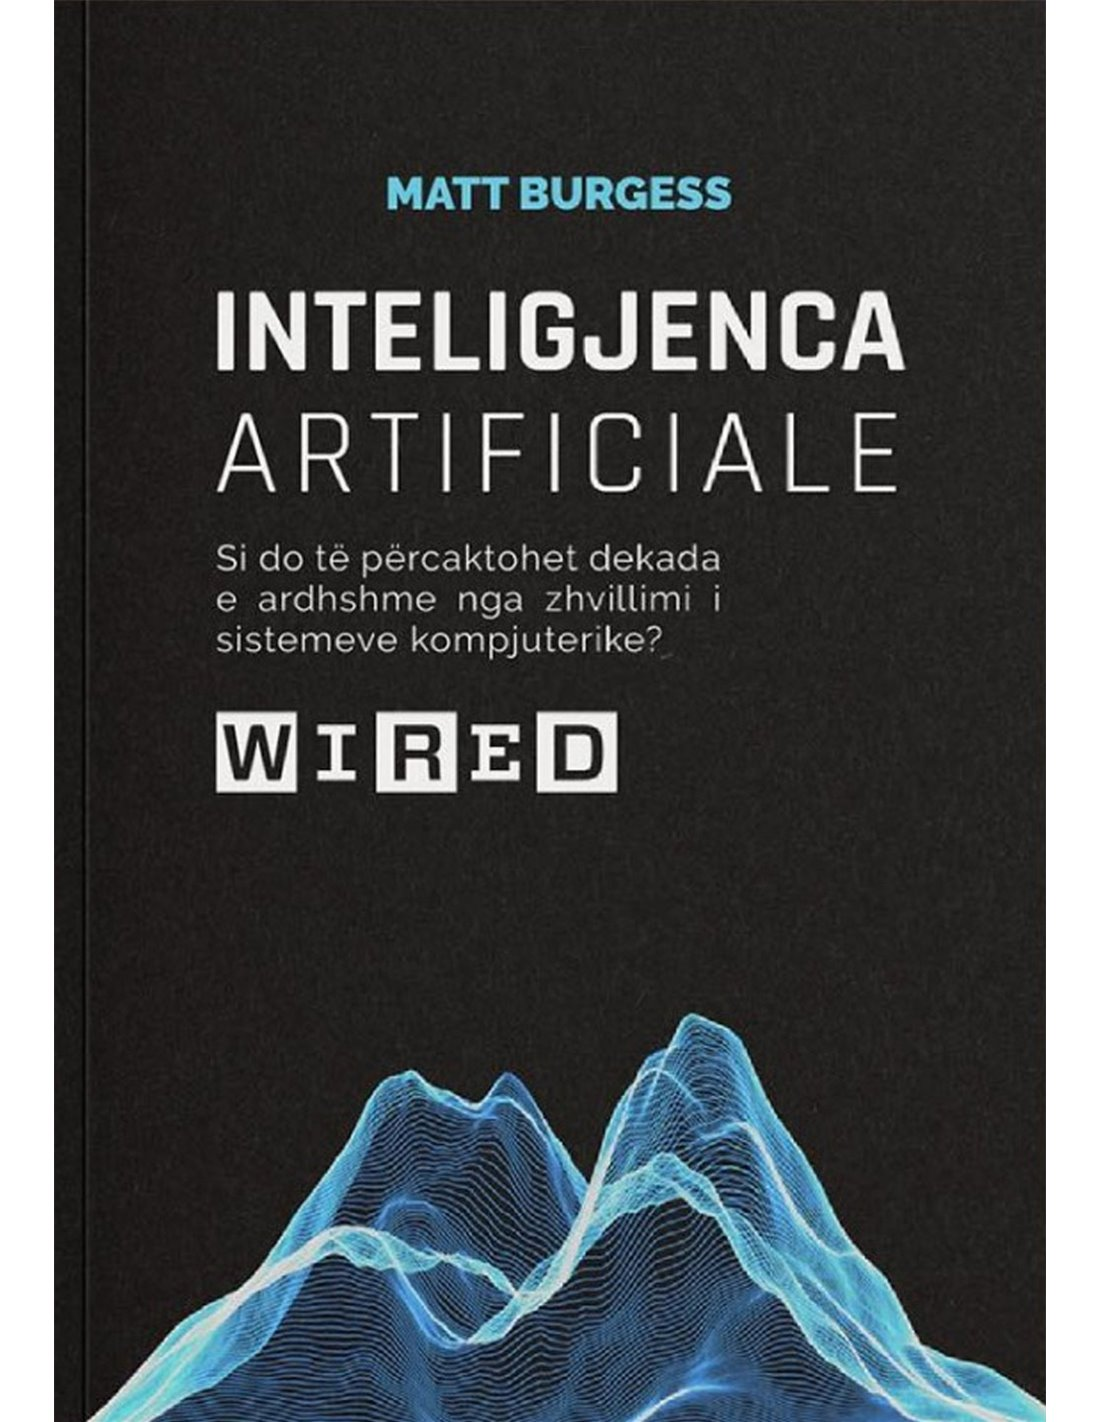 MATT BURGESS
INTELIGJENCA
ARTIFICIALE
Si do të përcaktohet dekada
e ardhshme nga zhvillimi i
sistemeve kompjuterike?
WIRED